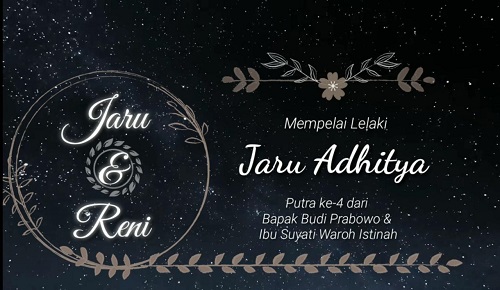 Jaru
&
Reni
Mempelai Lelaki
Jaru Adhitya
Putra ke-4 dari
Bapak Budi Prabowo &
Ibu Suyati Waroh Istinah